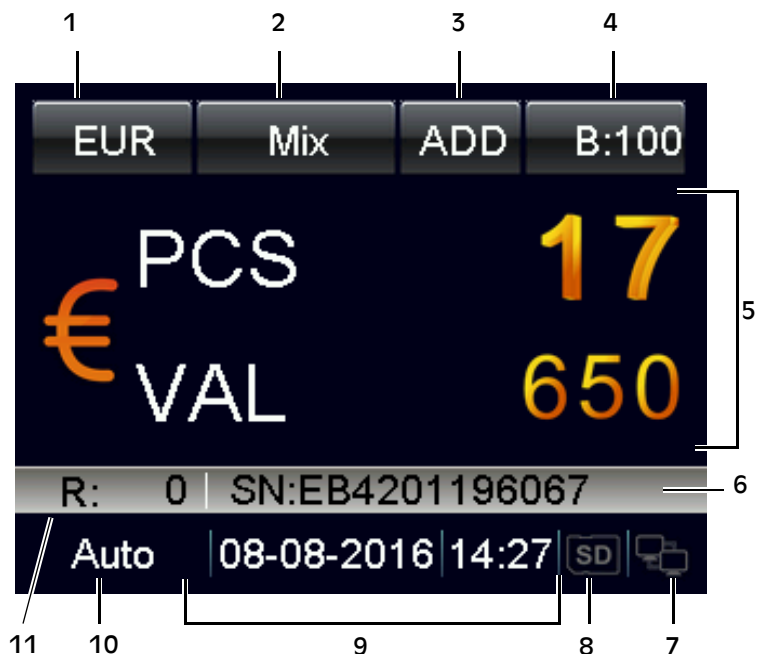 1 2 3 4
EUR Mix ADD B:100
PCS 17
5
€
VAL 650
R: 0 SN:EB4201196067 6
Auto 08-08-2016 14:27 SD
11 10 9 8 7